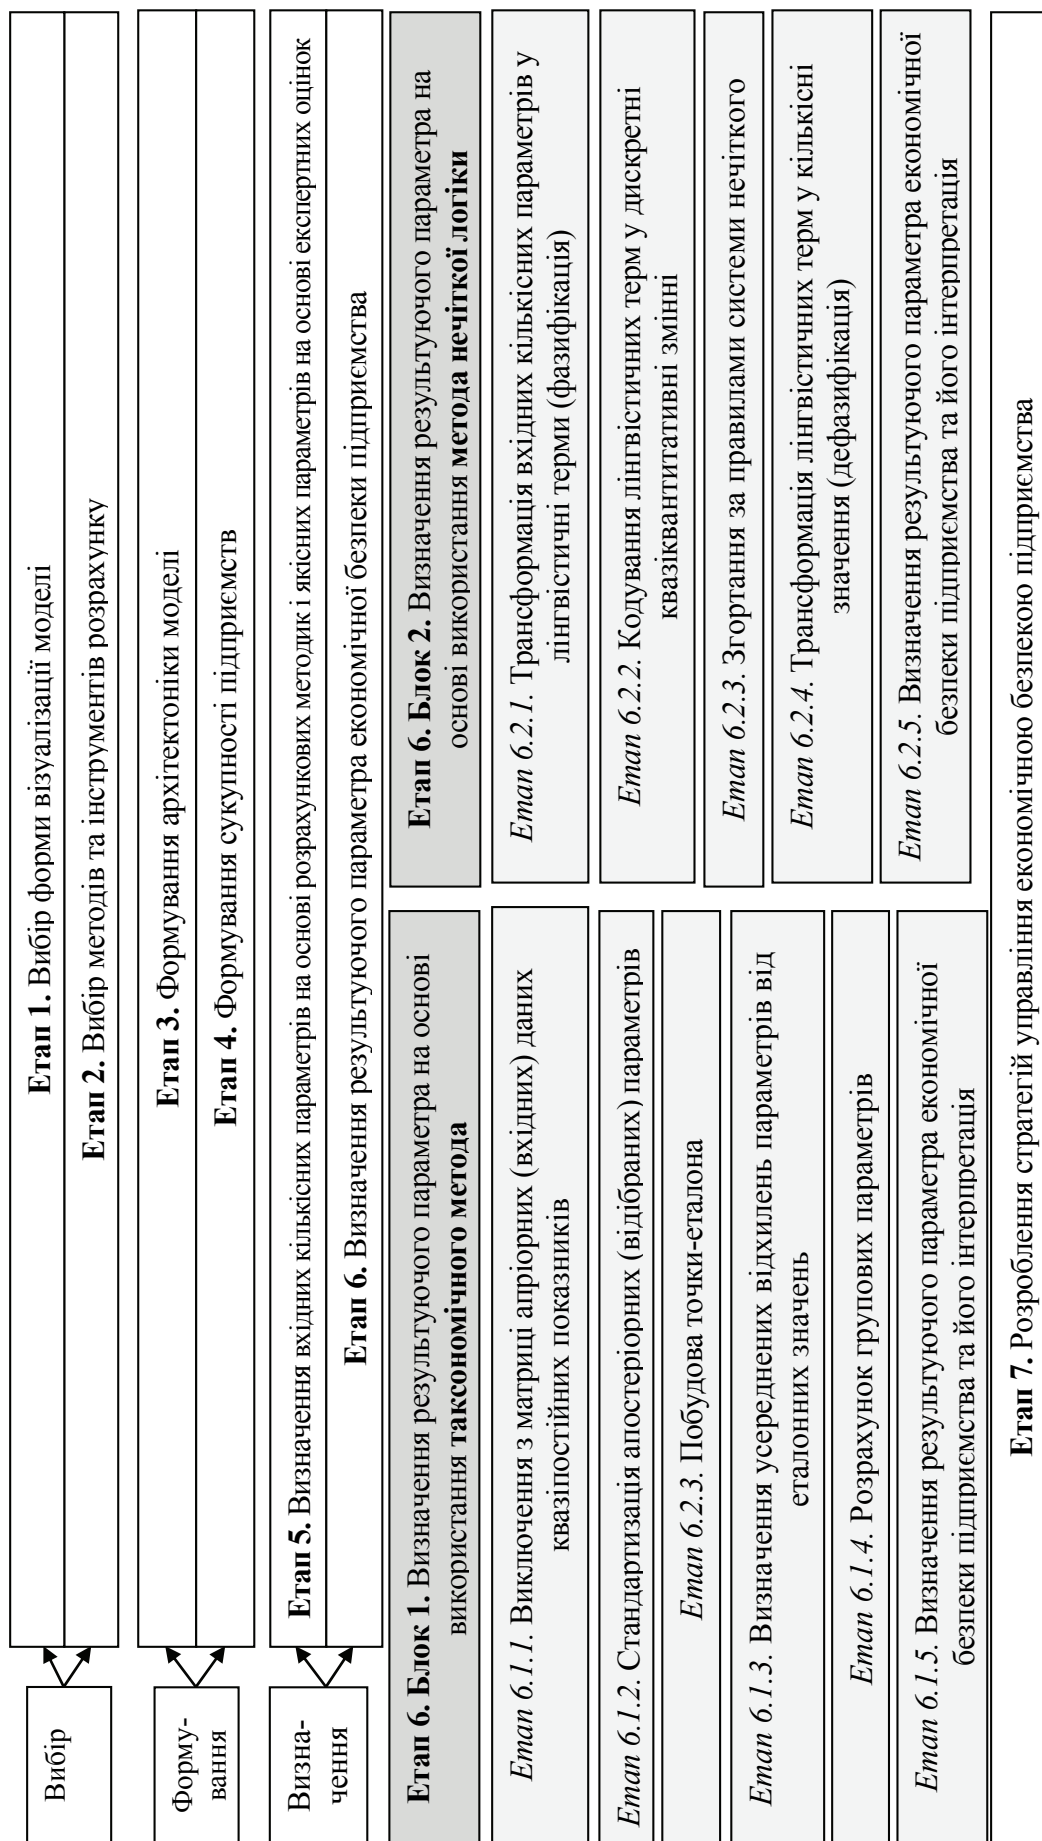 Вибір
Етап 1. Вибір форми візуалізації моделі
Етап 2. Вибір методів та інструментів розрахунку
Форму-
вання
Етап 3. Формування архітектоніки моделі
Етап 4. Формування сукупності підприємств
Визна-
чення
Етап 5. Визначення вхідних кількісних параметрів на основі розрахункових методик і якісних параметрів на основі експертних оцінок
Етап 6. Визначення результуючого параметра економічної безпеки підприємства
Етап 6. Блок 1. Визначення результуючого параметра на основі
використання таксономічного метода
Етап 6.1.1. Виключення з матриці апріорних (вхідних) даних
квазіпостійних показників
Етап 6.1.2. Стандартизація апостеріорних (відібраних) параметрів
Етап 6.2.3. Побудова точки-еталона
Етап 6.1.3. Визначення усереднених відхилень параметрів від
еталонних значень
Етап 6.1.4. Розрахунок групових параметрів
Етап 6.1.5. Визначення результуючого параметра економічної
безпеки підприємства та його інтерпретація
Етап 6. Блок 2. Визначення результуючого параметра на
основі використання метода нечіткої логіки
Етап 6.2.1. Трансформація вхідних кількісних параметрів у
лінгвістичні терми (фазифікація)
Етап 6.2.2. Кодування лінгвістичних терм у дискретні
квазіквантитативні змінні
Етап 6.2.3. Згортання за правилами системи нечіткого
Етап 6.2.4. Трансформація лінгвістичних терм у кількісні
значення (дефазифікація)
Етап 6.2.5. Визначення результуючого параметра економічної
безпеки підприємства та його інтерпретація
Етап 7. Розроблення стратегій управління економічною безпекою підприємства